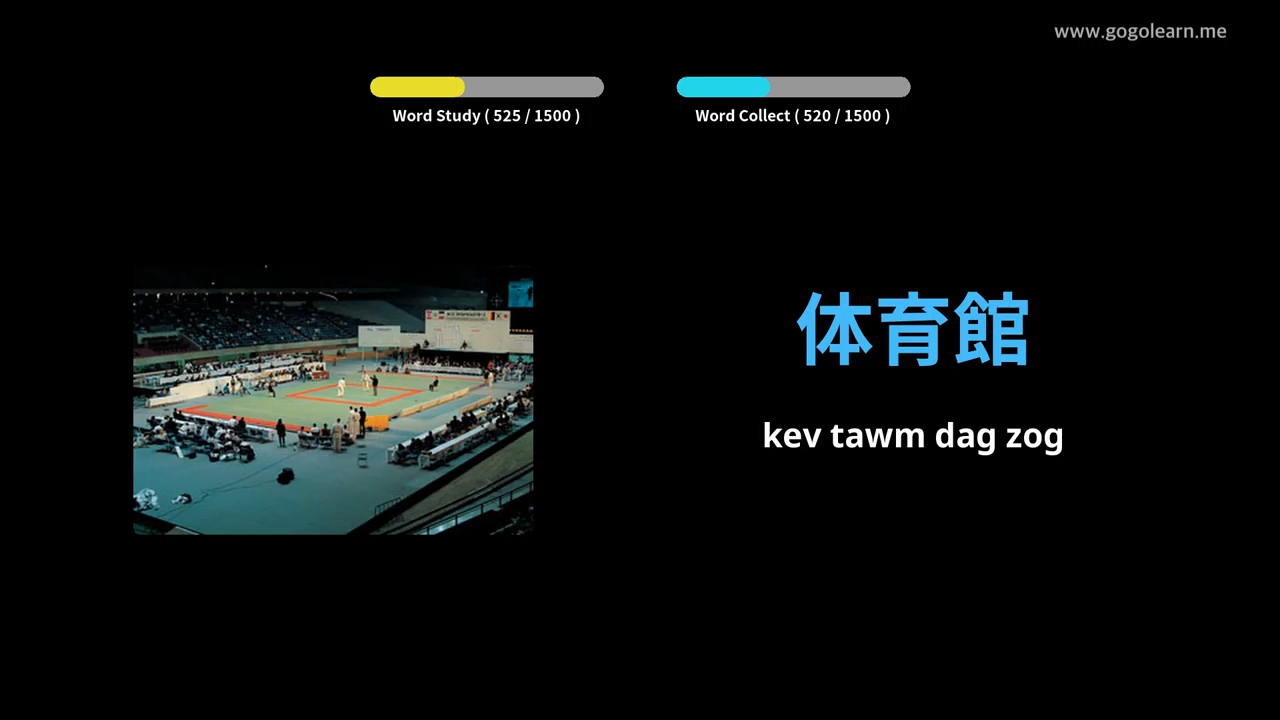 www.gogolearn.me
Word Study ( 525 / 1500 )
Word Collect ( 520 / 1500 )
体育館
kev tawm dag zog